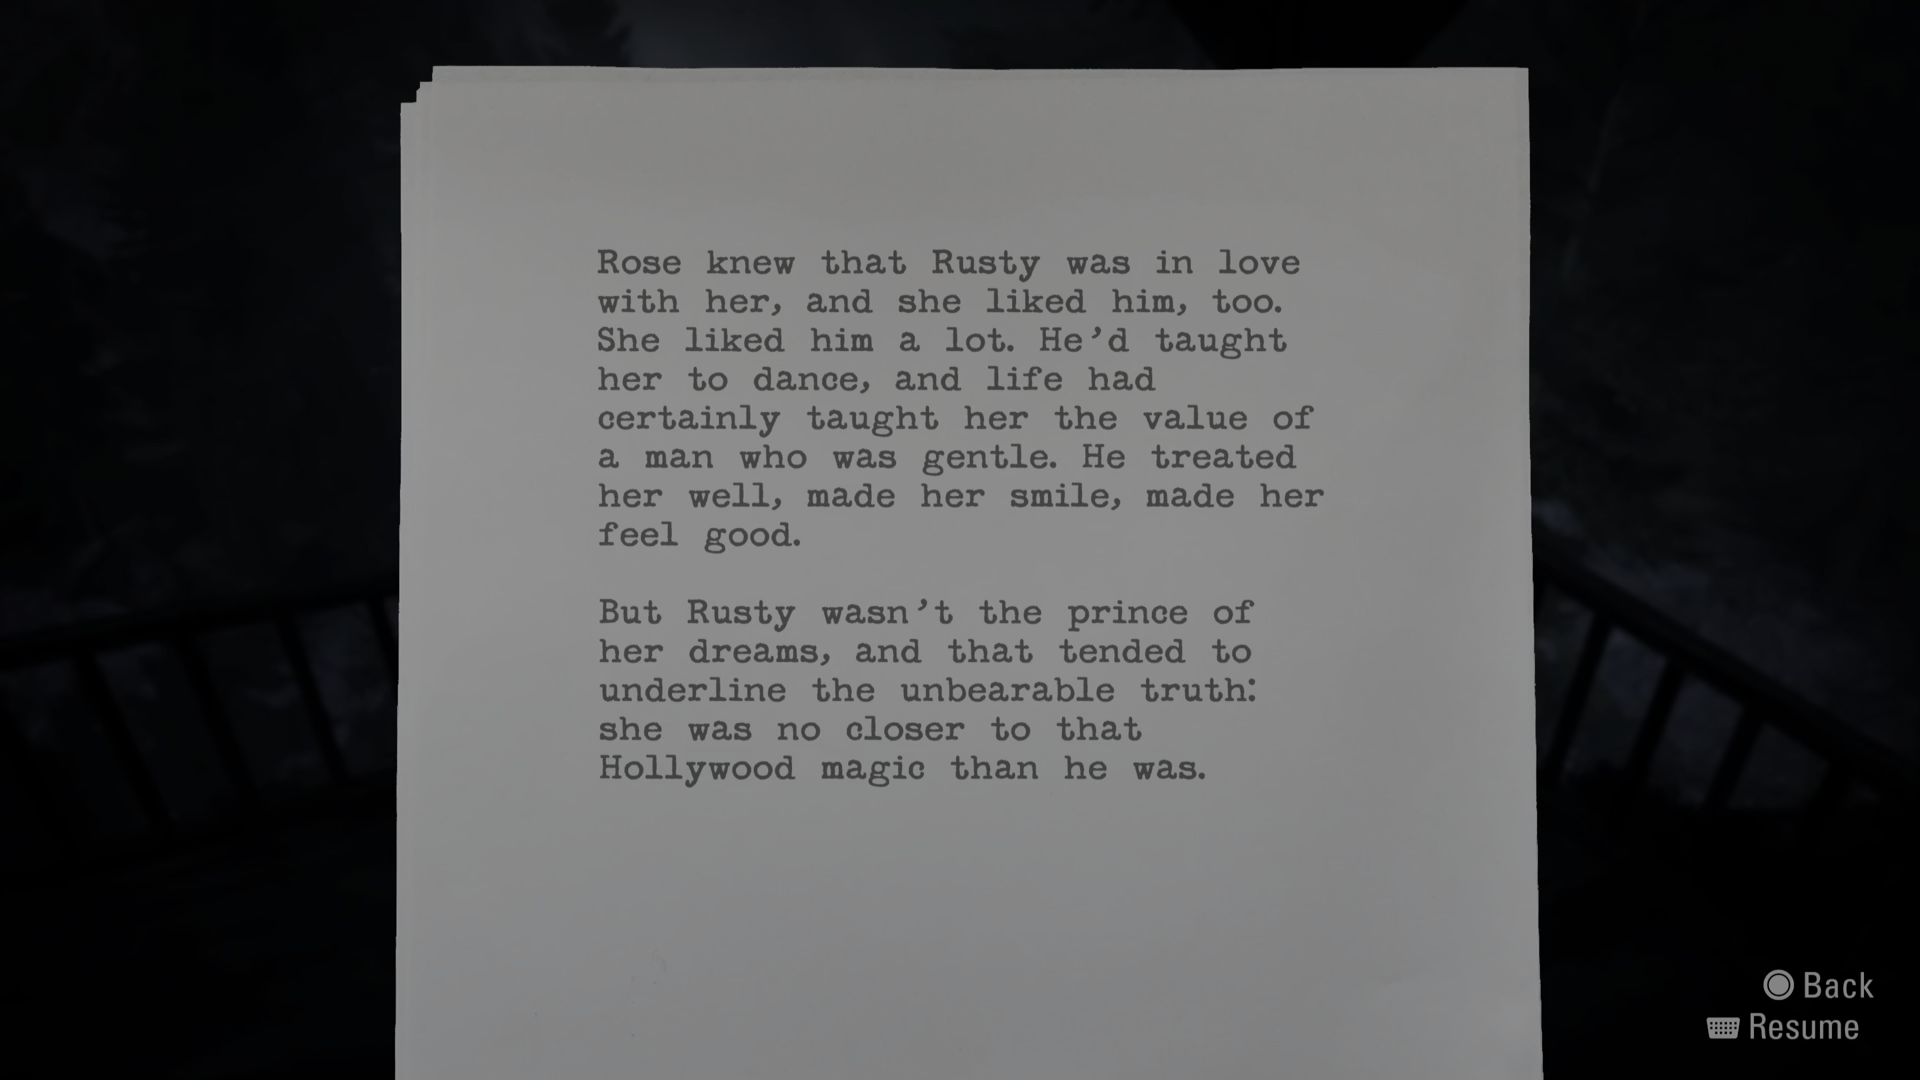 Rose knew that Rusty was in love
with her, and she liked him, too.
She liked him a lot. He’d taught
her to dance, and life had
certainly taught her the value of
a man who was gentle. He treated
her well, made her smile, made her
feel good.
But Rusty wasn’t the prince of
her dreams, and that tended to
underline the unbearable truth:
she was no closer to that
Hollywood magic than he was.
Back
Resume